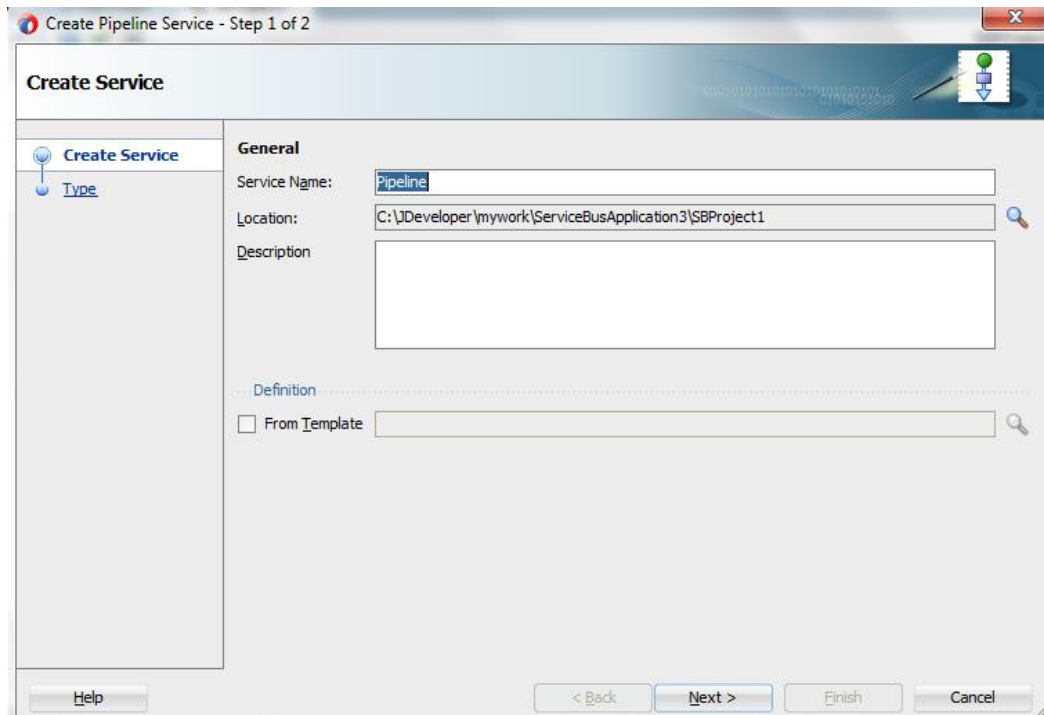 Create Pipeline Service - Step 1 of 2
Create Service
Create Service
Type
General
Service Name: Pipeline
Location: C:\JDeveloper\mywork\ServiceBusApplication3\SBProject1
Description
Definition
From Template
Help
< Back
Next >
Finish
Cancel